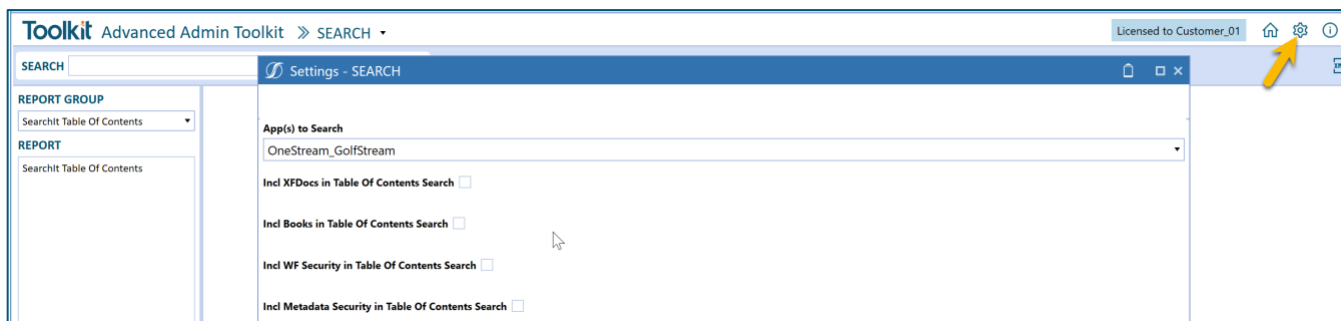 Toolkit Advanced Admin Toolkit SEARCH Licensed to Customer_01
SEARCH
Settings - SEARCH
REPORT GROUP
SearchIt Table Of Contents
REPORT
SearchIt Table Of Contents
App(s) to Search
OneStream_GolfStream
Incl XFDocs in Table Of Contents Search
Incl Books in Table Of Contents Search
Incl WF Security in Table Of Contents Search
Incl Metadata Security in Table Of Contents Search